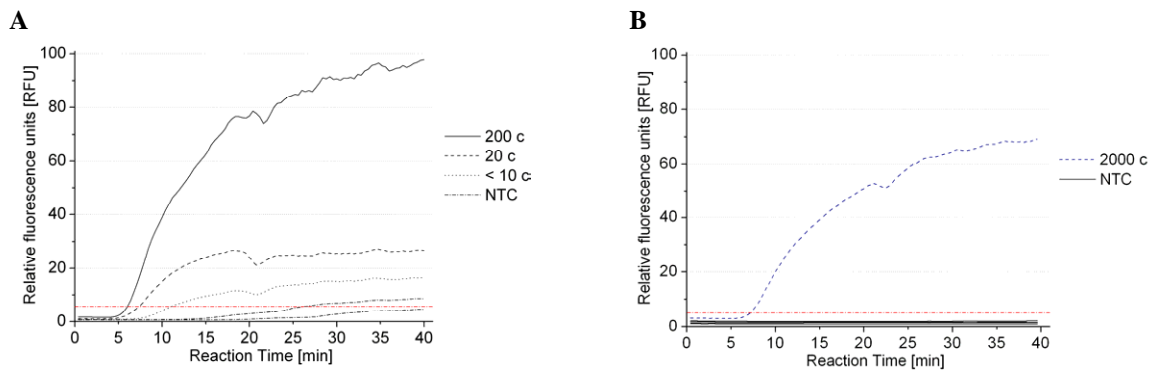 A
B
Relative fluorescence units [RFU]
100
80
60
40
20
0
0 5 10 15 20 25 30 35 40
Reaction Time [min]
200 c
20 c
< 10 c
NTC
Relative fluorescence units [RFU]
100
80
60
40
20
0
0 5 10 15 20 25 30 35 40
Reaction Time [min]
2000 c
NTC